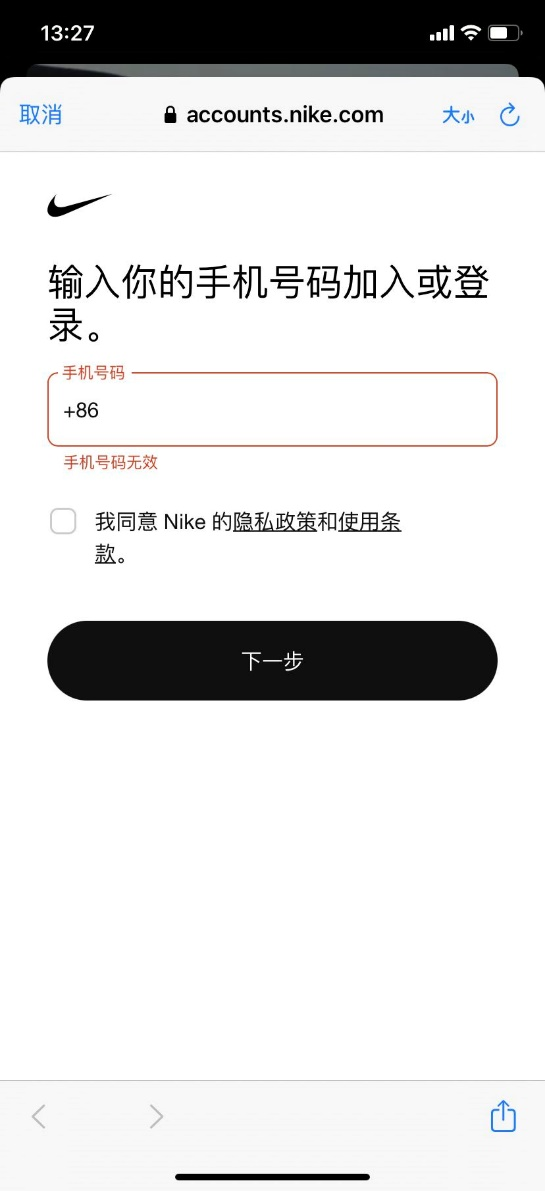 13:27
取消
accounts.nike.com
大小
输入你的手机号码加入或登
录。
手机号码
+86
手机号码无效
我同意 Nike 的隐私政策和使用条
款。
下一步